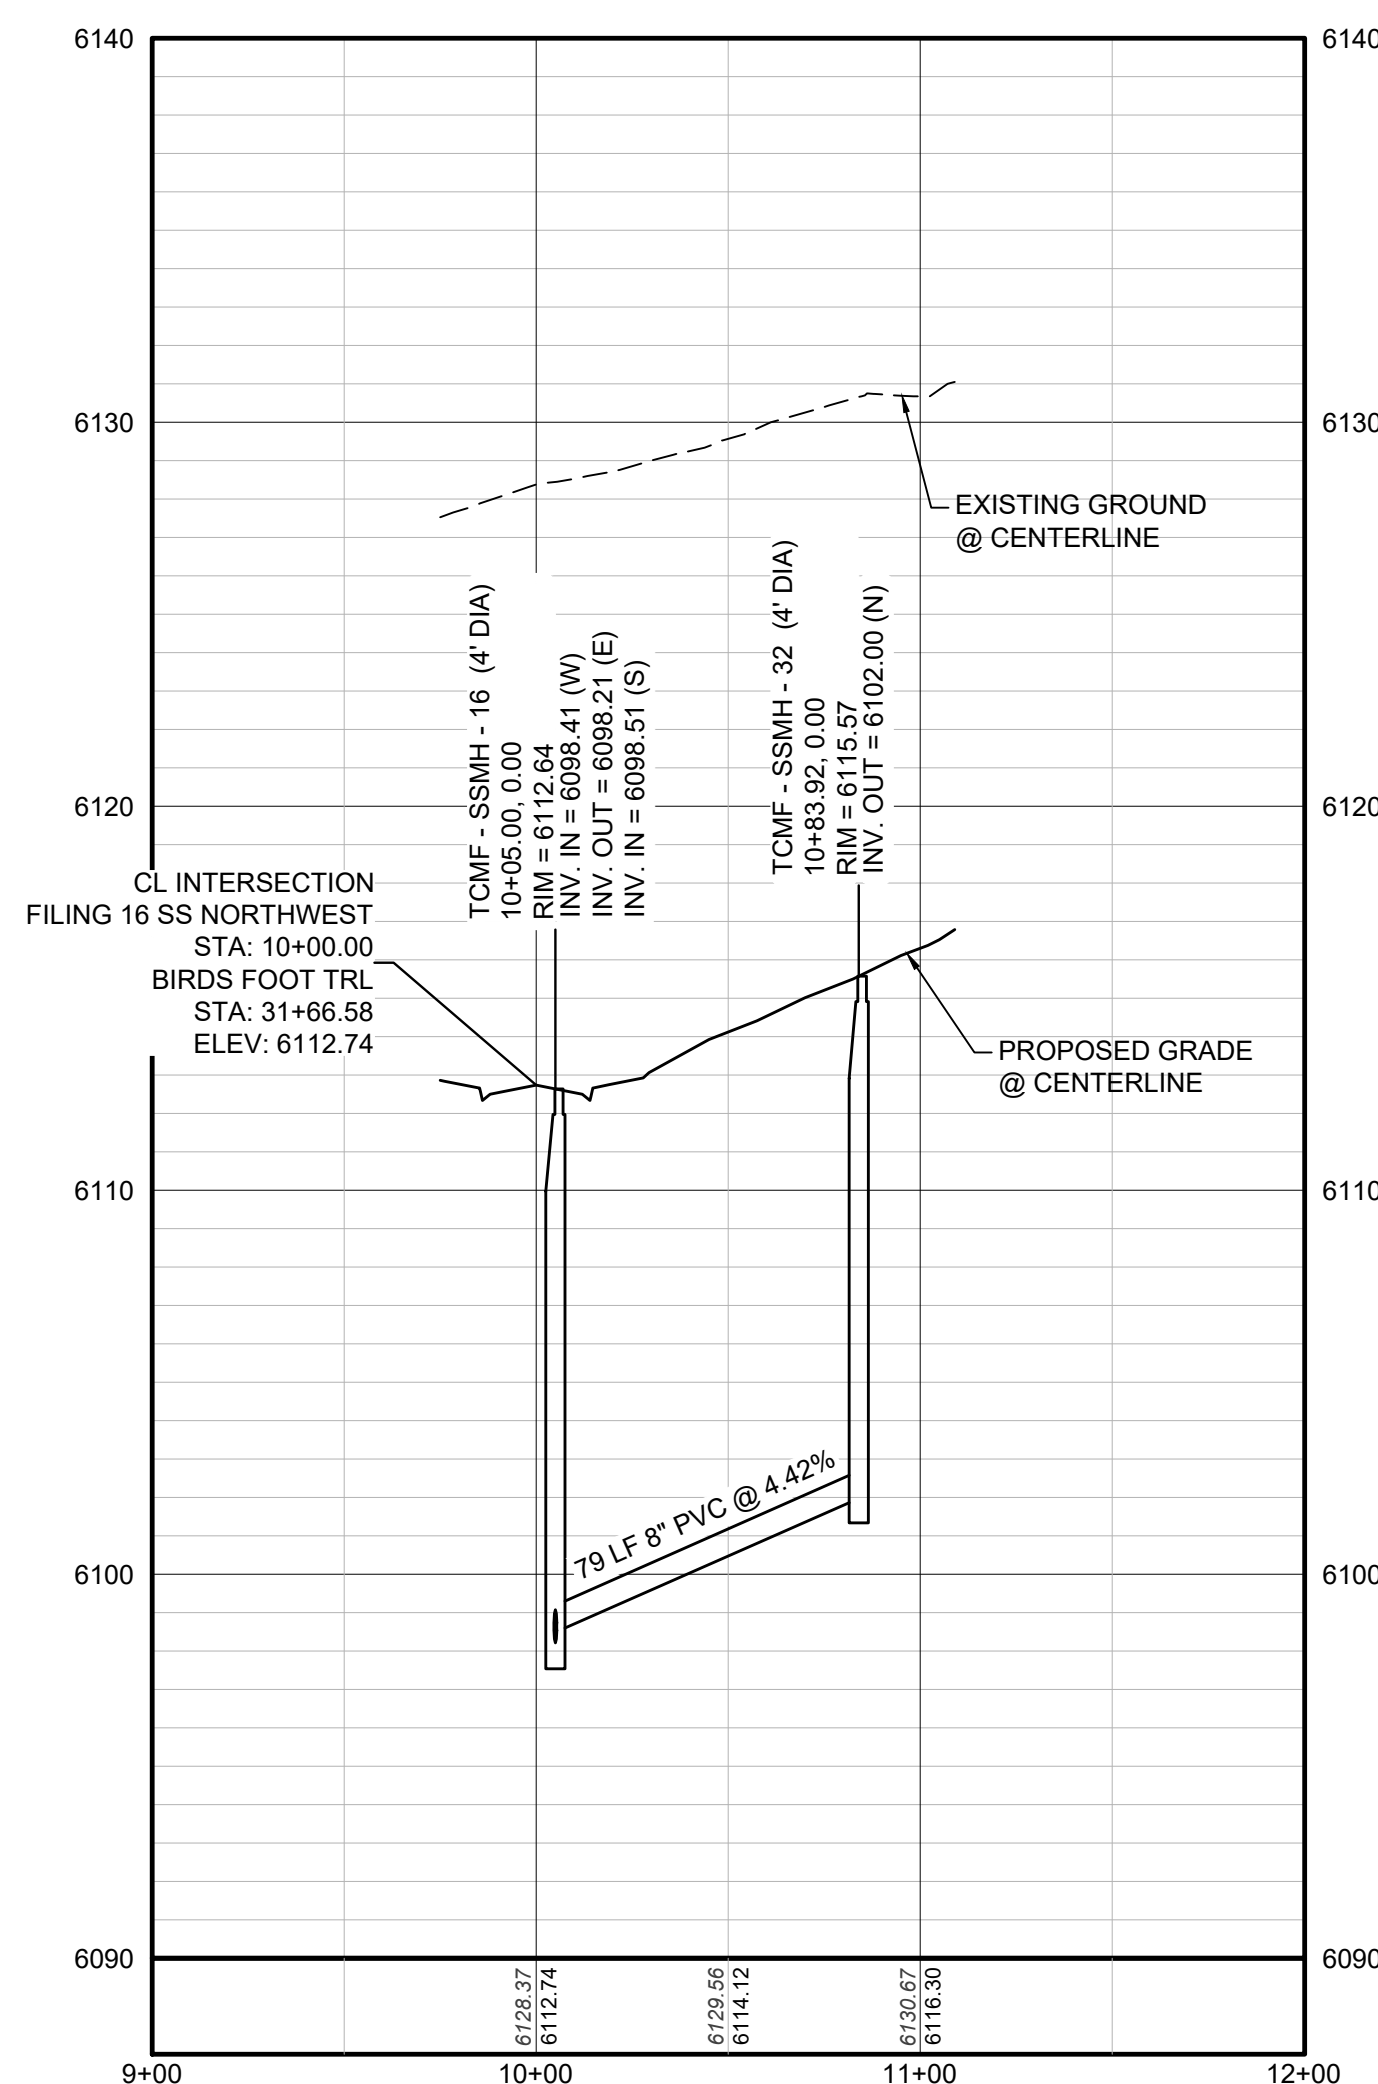 6140
6140
6130
6130
EXISTING GROUND
@ CENTERLINE
TCMF - SSMH - 16 (4' DIA)
10+05.00, 0.00
RIM = 6112.64
INV. IN = 6098.41 (W)
INV. OUT = 6098.21 (E)
INV. IN = 6098.51 (S)
TCMF - SSMH - 32 (4' DIA)
10+83.92, 0.00
RIM = 6115.57
INV. OUT = 6102.00 (N)
6120
6120
CL INTERSECTION
FILING 16 SS NORTHWEST
STA: 10+00.00
BIRDS FOOT TRL
STA: 31+66.58
ELEV: 6112.74
PROPOSED GRADE
@ CENTERLINE
6110
6110
79 LF 8" PVC @ 4.42%
6100
6100
6090
6090
6128.37
6112.74
6129.56
6114.12
6130.67
6116.30
9+00
10+00
11+00
12+00